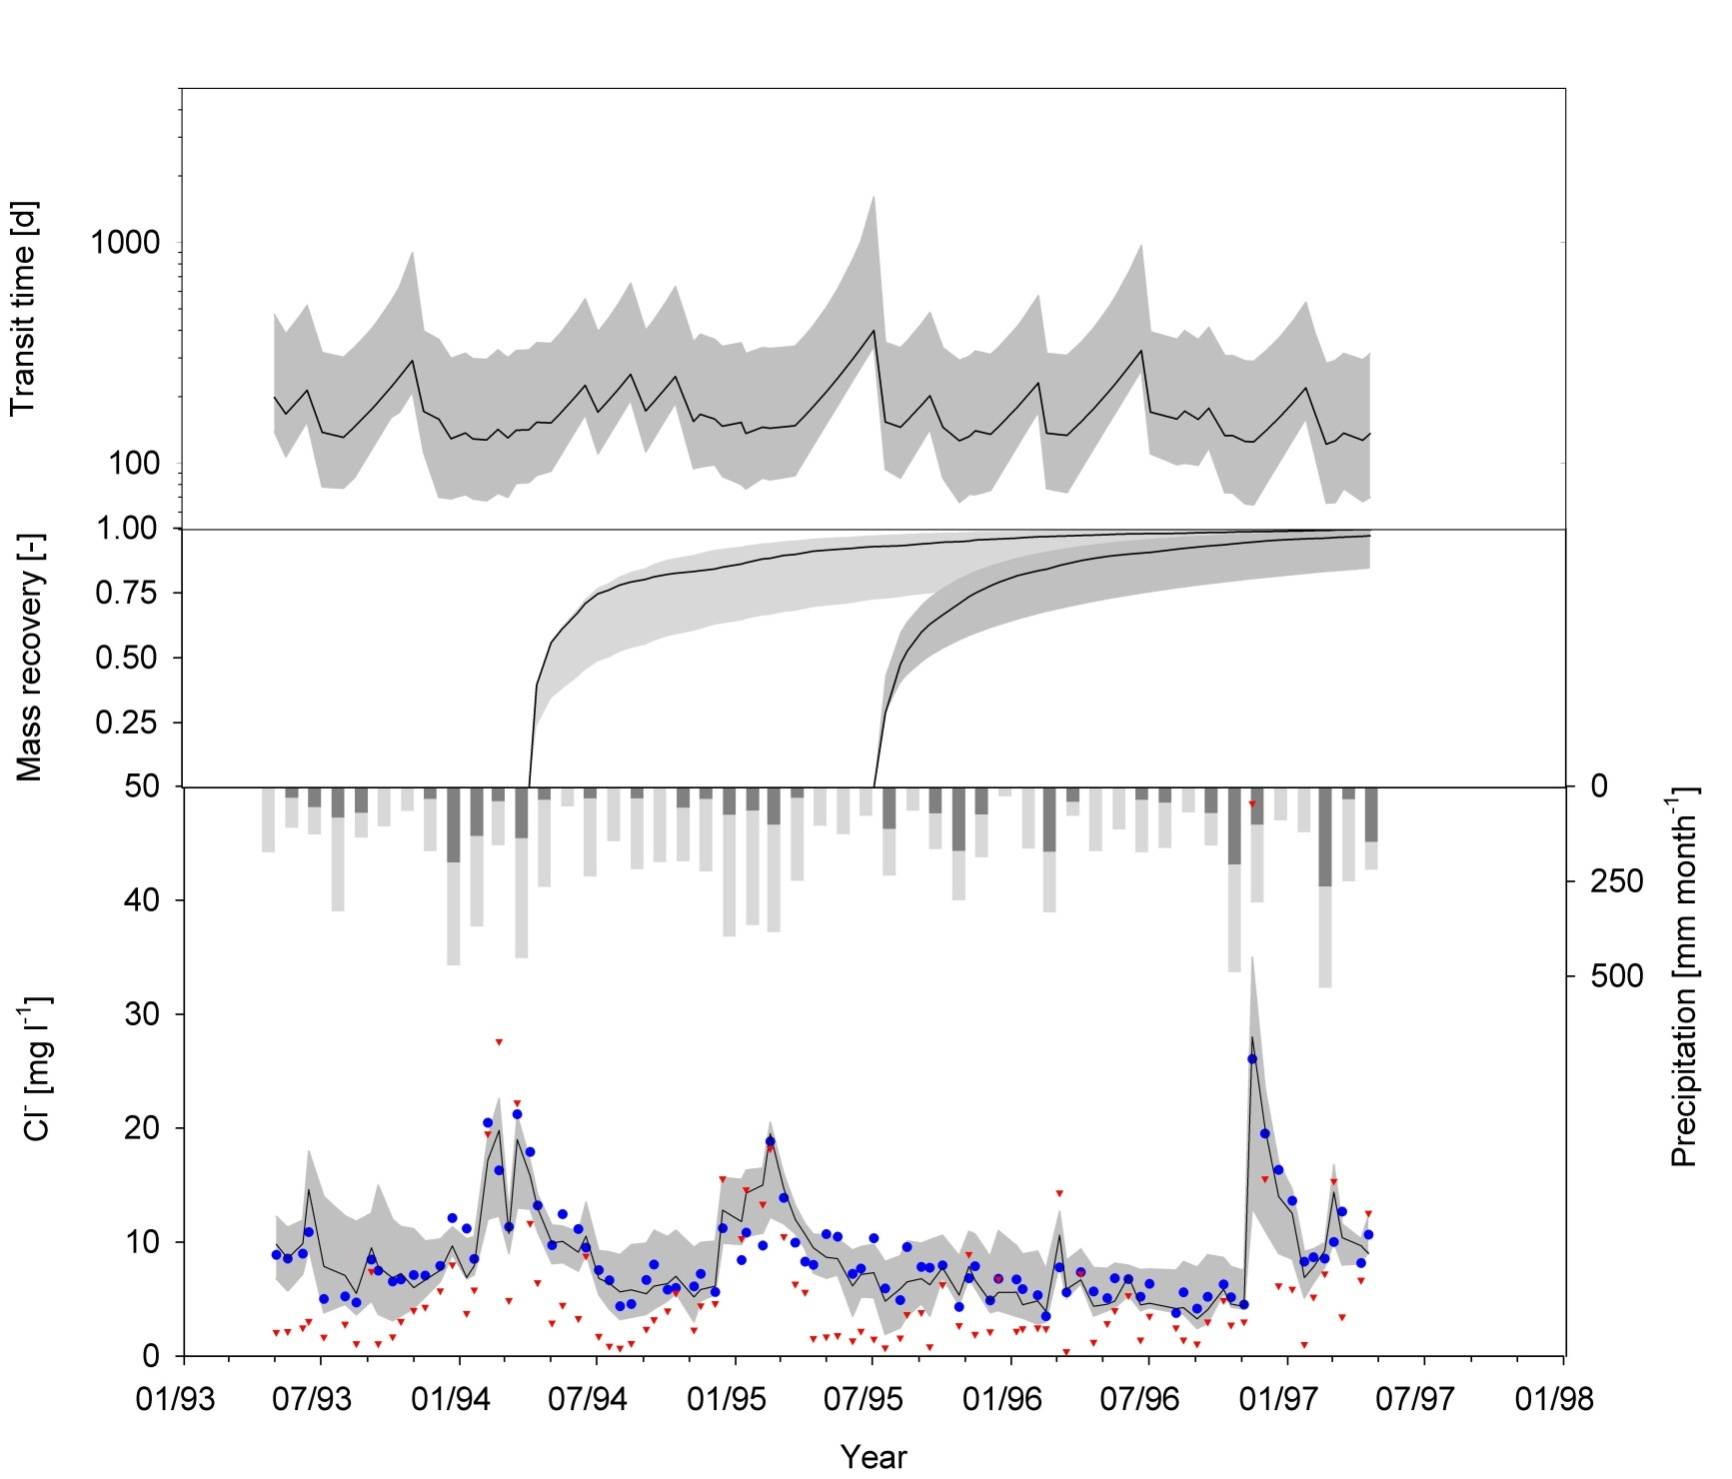 Transit time [d]
1000
100
Mass recovery [-]
1.00
0.75
0.50
0.25
50
40
30
20
10
0
Cl⁻ [mg l⁻¹]
0
250
500
Precipitation [mm month⁻¹]
01/93 07/93 01/94 07/94 01/95 07/95 01/96 07/96 01/97 07/97 01/98
Year